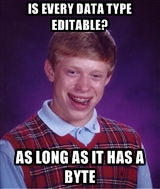 IS EVERY DATA TYPE
EDITABLE?
AS LONG AS IT HAS A
BYTE